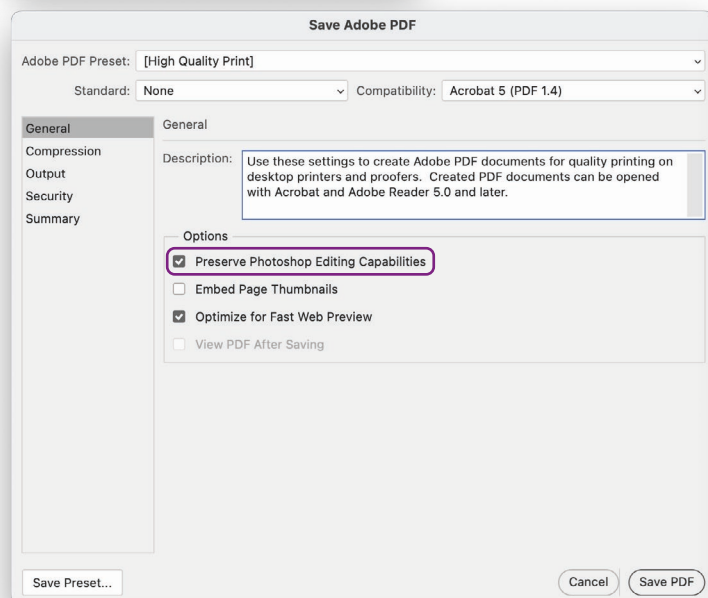 Save Adobe PDF
Adobe PDF Preset: [High Quality Print]
Standard: None Compatibility: Acrobat 5 (PDF 1.4)
General
Compression
Output
Security
Summary
General
Description: Use these settings to create Adobe PDF documents for quality printing on
desktop printers and proofers. Created PDF documents can be opened
with Acrobat and Adobe Reader 5.0 and later.
Options
Preserve Photoshop Editing Capabilities
Embed Page Thumbnails
Optimize for Fast Web Preview
View PDF After Saving
Save Preset... Cancel Save PDF